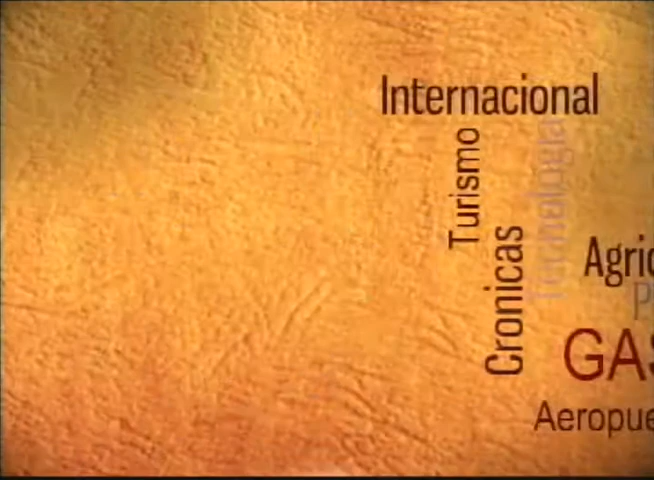 Internacional
Turismo
Tecnologia
Cronicas
Agric
P
GAS
Aeropue